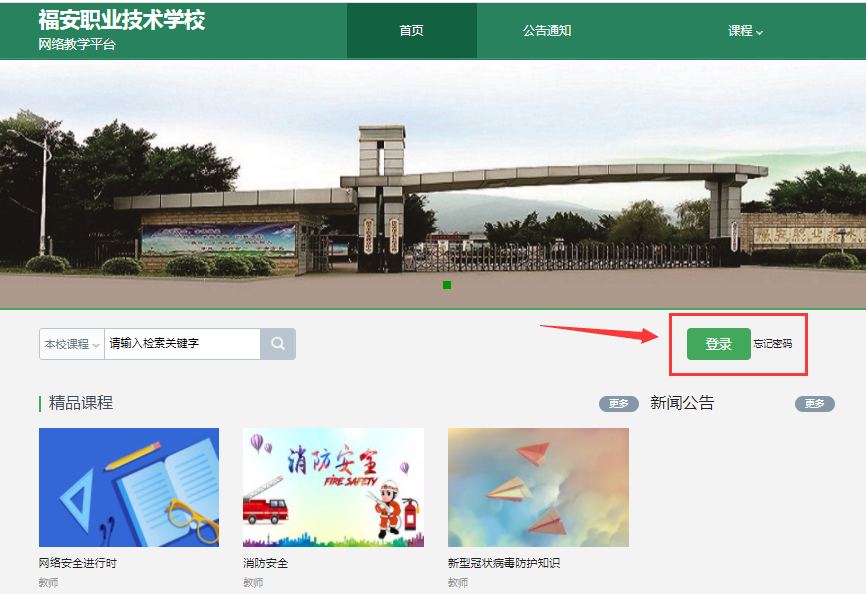 福安职业技术学校
网络教学平台
首页
公告通知
课程
本校课程
请输入检索关键字
登录
忘记密码
精品课程
更多
新闻公告
更多
消防安全
FIRE SAFETY
网络安全进行时
消防安全
新型冠状病毒防护知识
教师
教师
教师